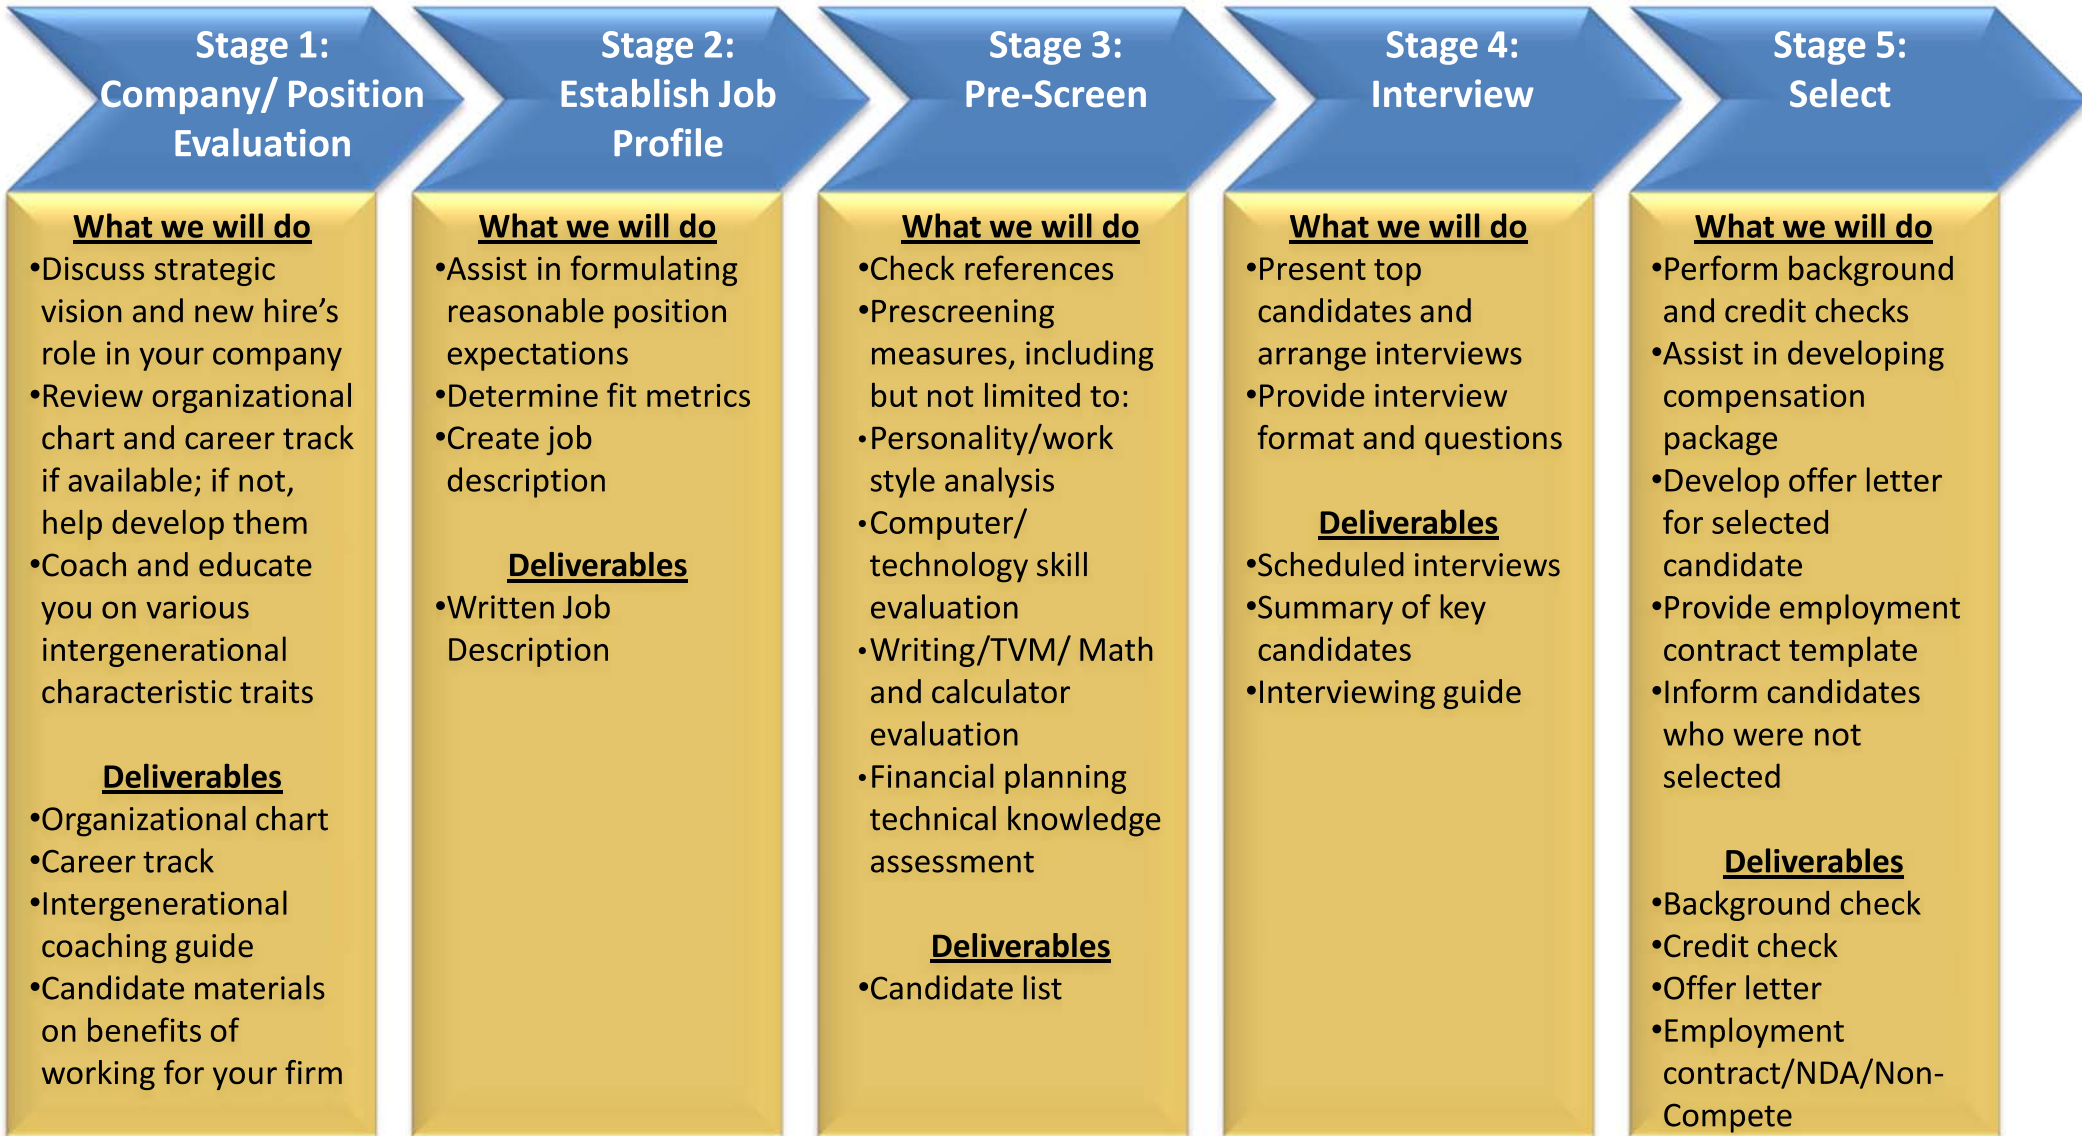 Stage 1:
Company/ Position
Evaluation
What we will do
•Discuss strategic
vision and new hire’s
role in your company
•Review organizational
chart and career track
if available; if not,
help develop them
•Coach and educate
you on various
intergenerational
characteristic traits
Deliverables
•Organizational chart
•Career track
•Intergenerational
coaching guide
•Candidate materials
on benefits of
working for your firm
Stage 2:
Establish Job
Profile
What we will do
•Assist in formulating
reasonable position
expectations
•Determine fit metrics
•Create job
description
Deliverables
•Written Job
Description
Stage 3:
Pre-Screen
What we will do
•Check references
•Prescreening
measures, including
but not limited to:
•Personality/work
style analysis
•Computer/
technology skill
evaluation
•Writing/TVM/ Math
and calculator
evaluation
•Financial planning
technical knowledge
assessment
Deliverables
•Candidate list
Stage 4:
Interview
What we will do
•Present top
candidates and
arrange interviews
•Provide interview
format and questions
Deliverables
•Scheduled interviews
•Summary of key
candidates
•Interviewing guide
Stage 5:
Select
What we will do
•Perform background
and credit checks
•Assist in developing
compensation
package
•Develop offer letter
for selected
candidate
•Provide employment
contract template
•Inform candidates
who were not
selected
Deliverables
•Background check
•Credit check
•Offer letter
•Employment
contract/NDA/Non-
Compete